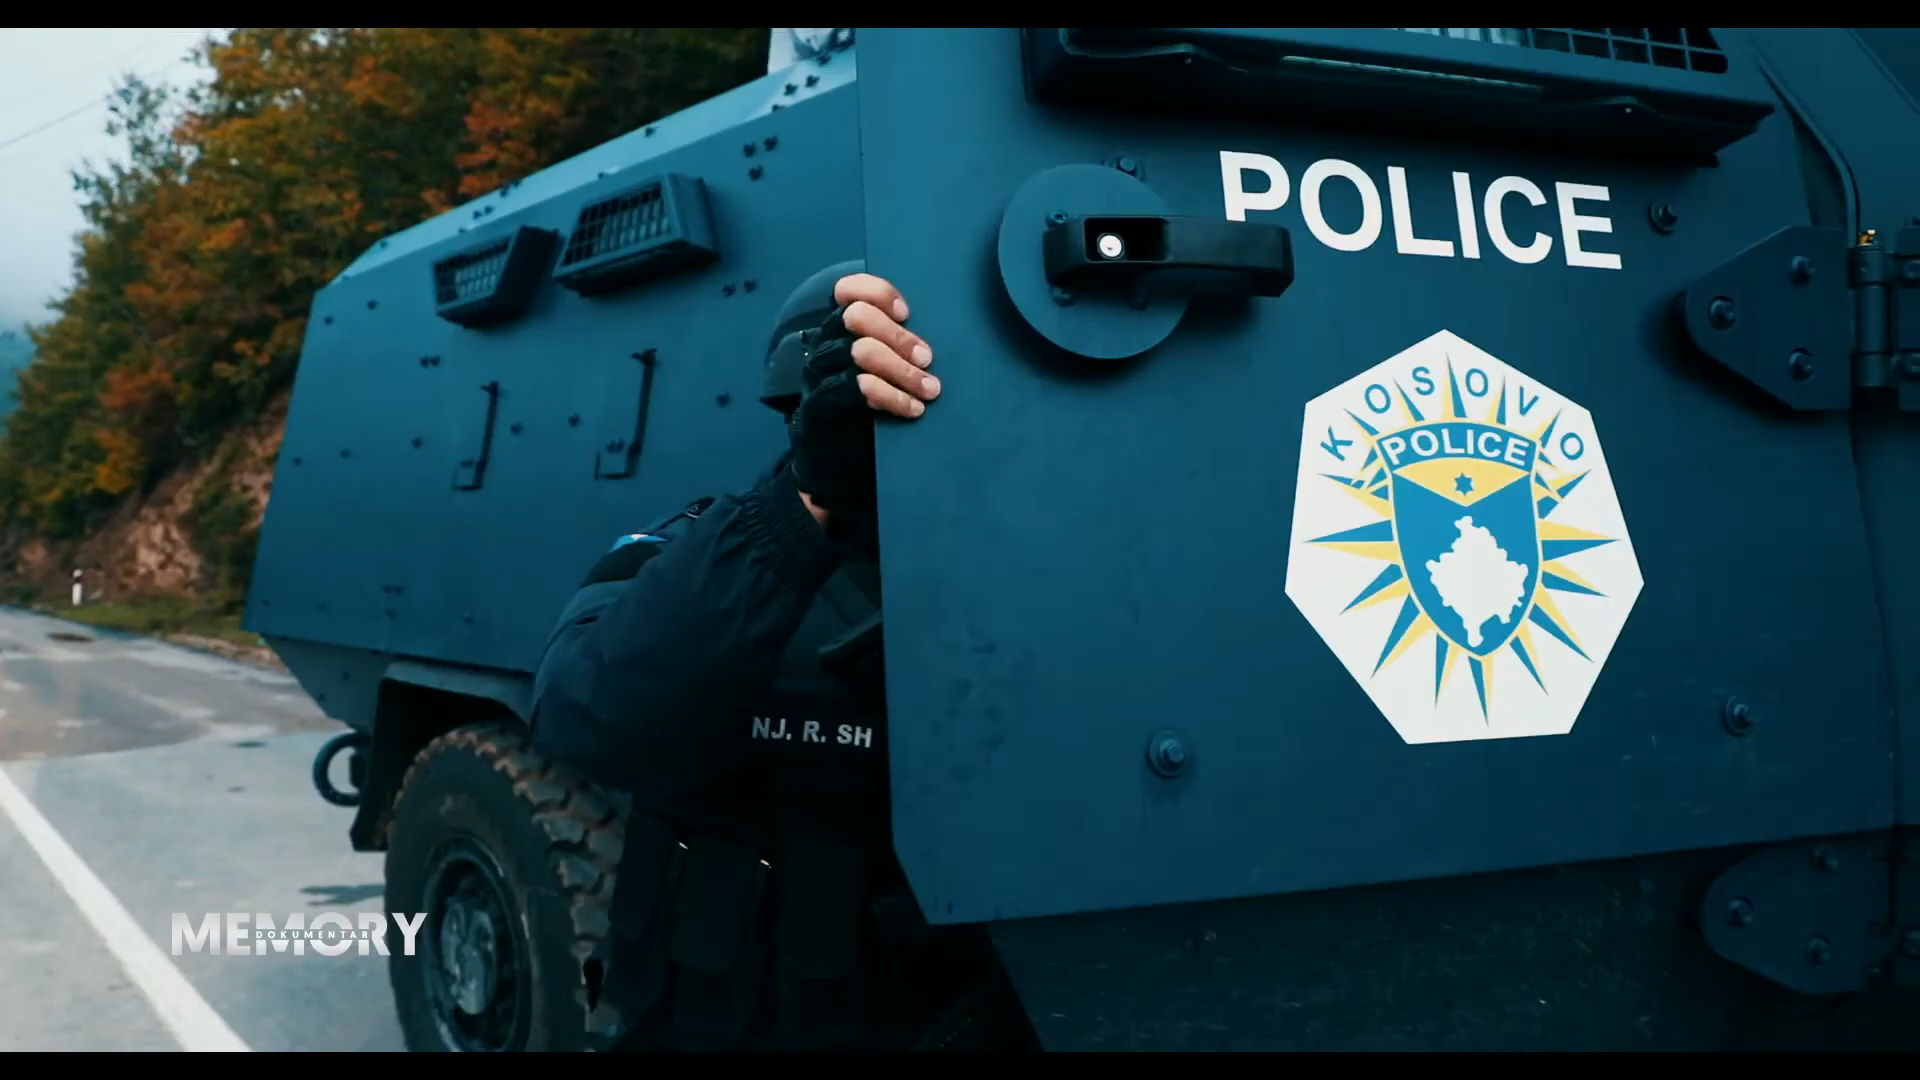 POLICE
KOSOVO
POLICE
NJ. R. SH
MEMORY
DOKUMENTAR